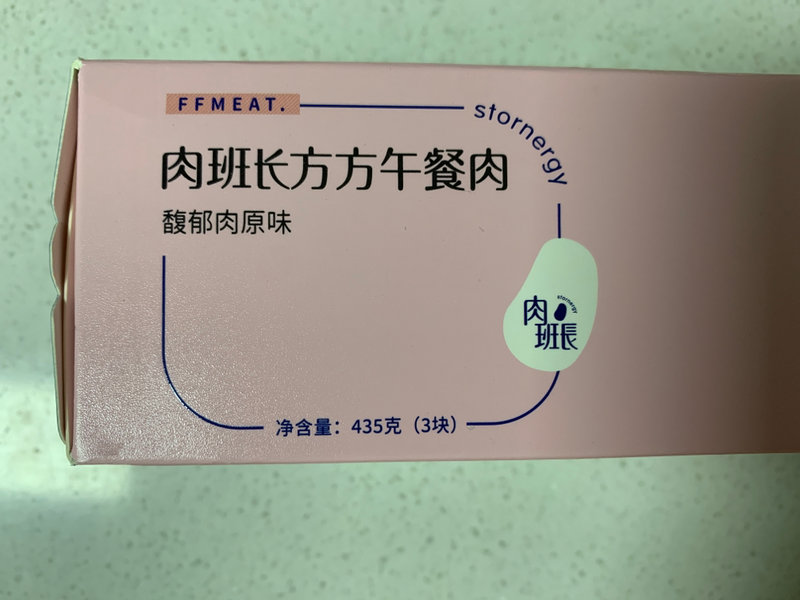 FFMEAT.
stornergy
肉班长方方午餐肉
馥郁肉原味
stornergy
肉
班長
净含量：435克（3块）